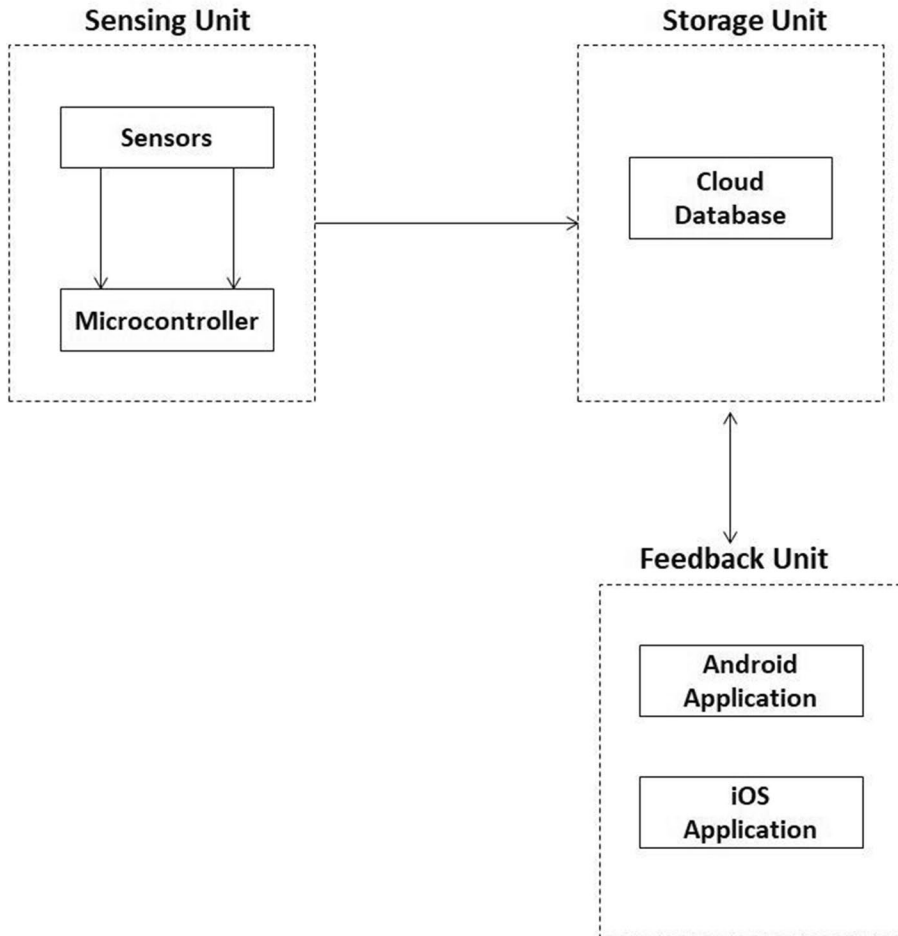 Sensing Unit
Storage Unit
Sensors
Cloud
Database
Microcontroller
Feedback Unit
Android
Application
iOS
Application